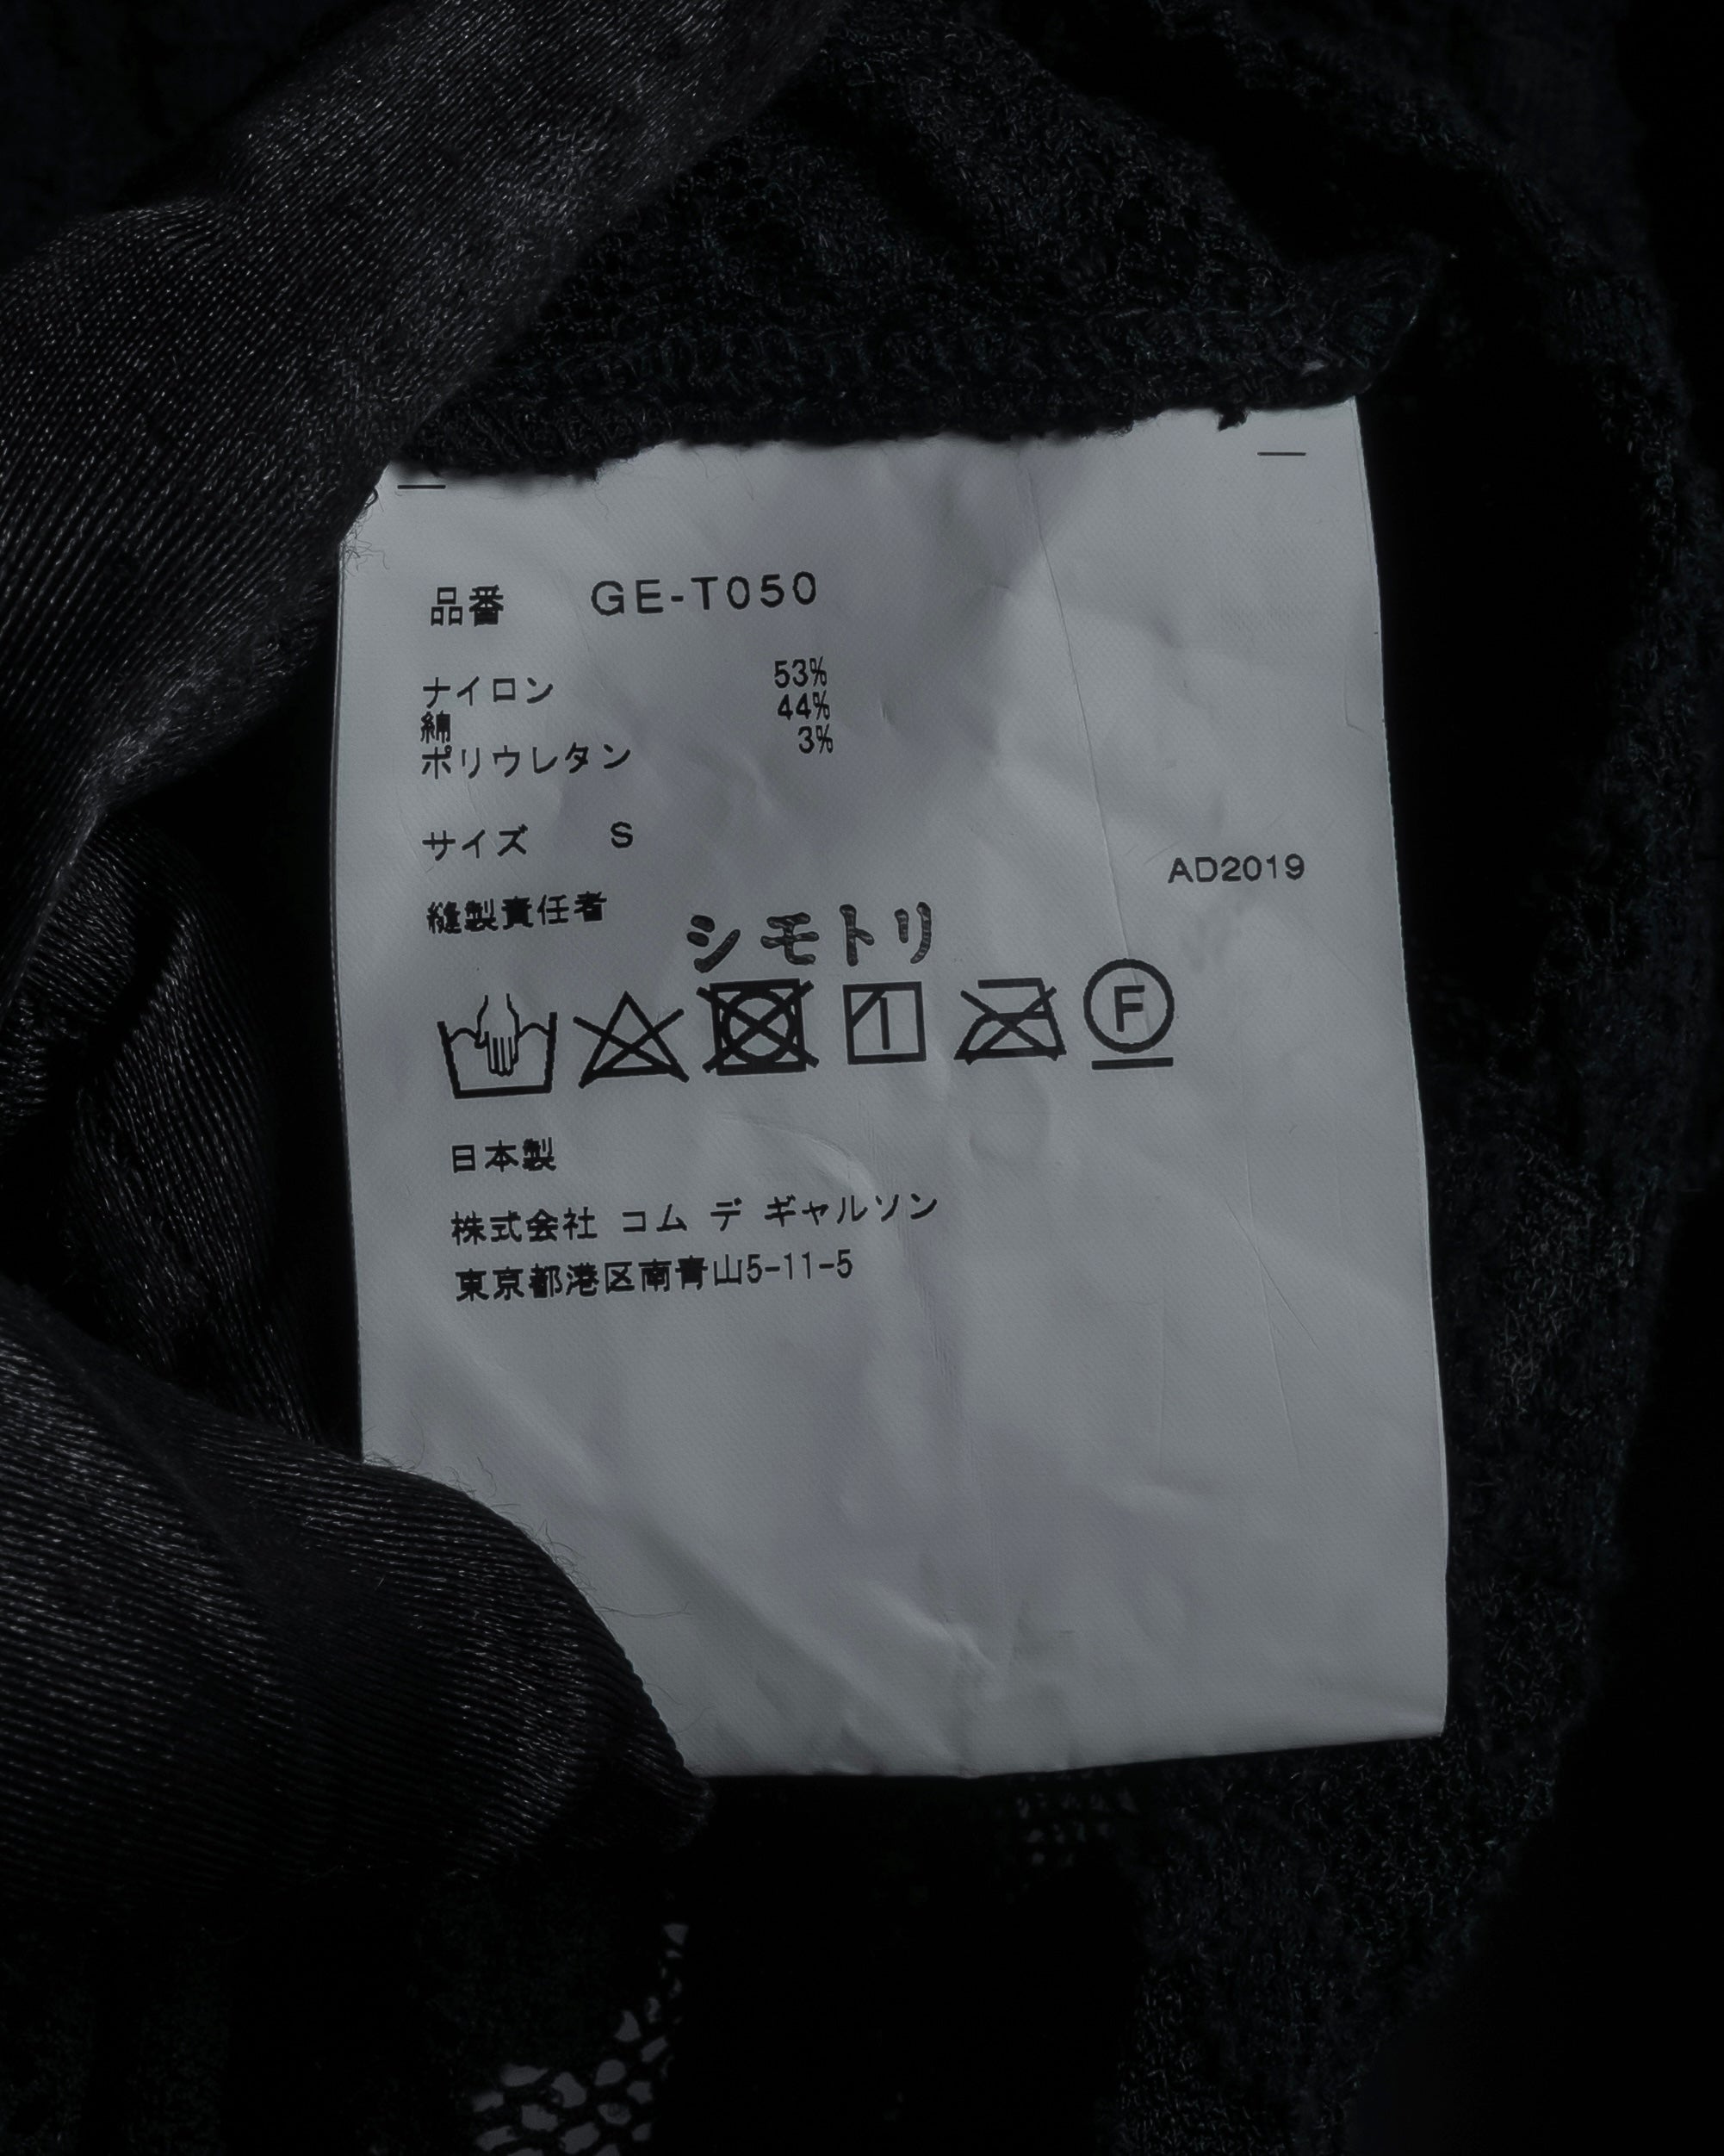 品番 GE-T050
ナイロン 53%
綿 44%
ポリウレタン 3%
サイズ S
AD2019
縫製責任者 シモトリ
F
日本製
株式会社 コム デ ギャルソン
東京都港区南青山5-11-5